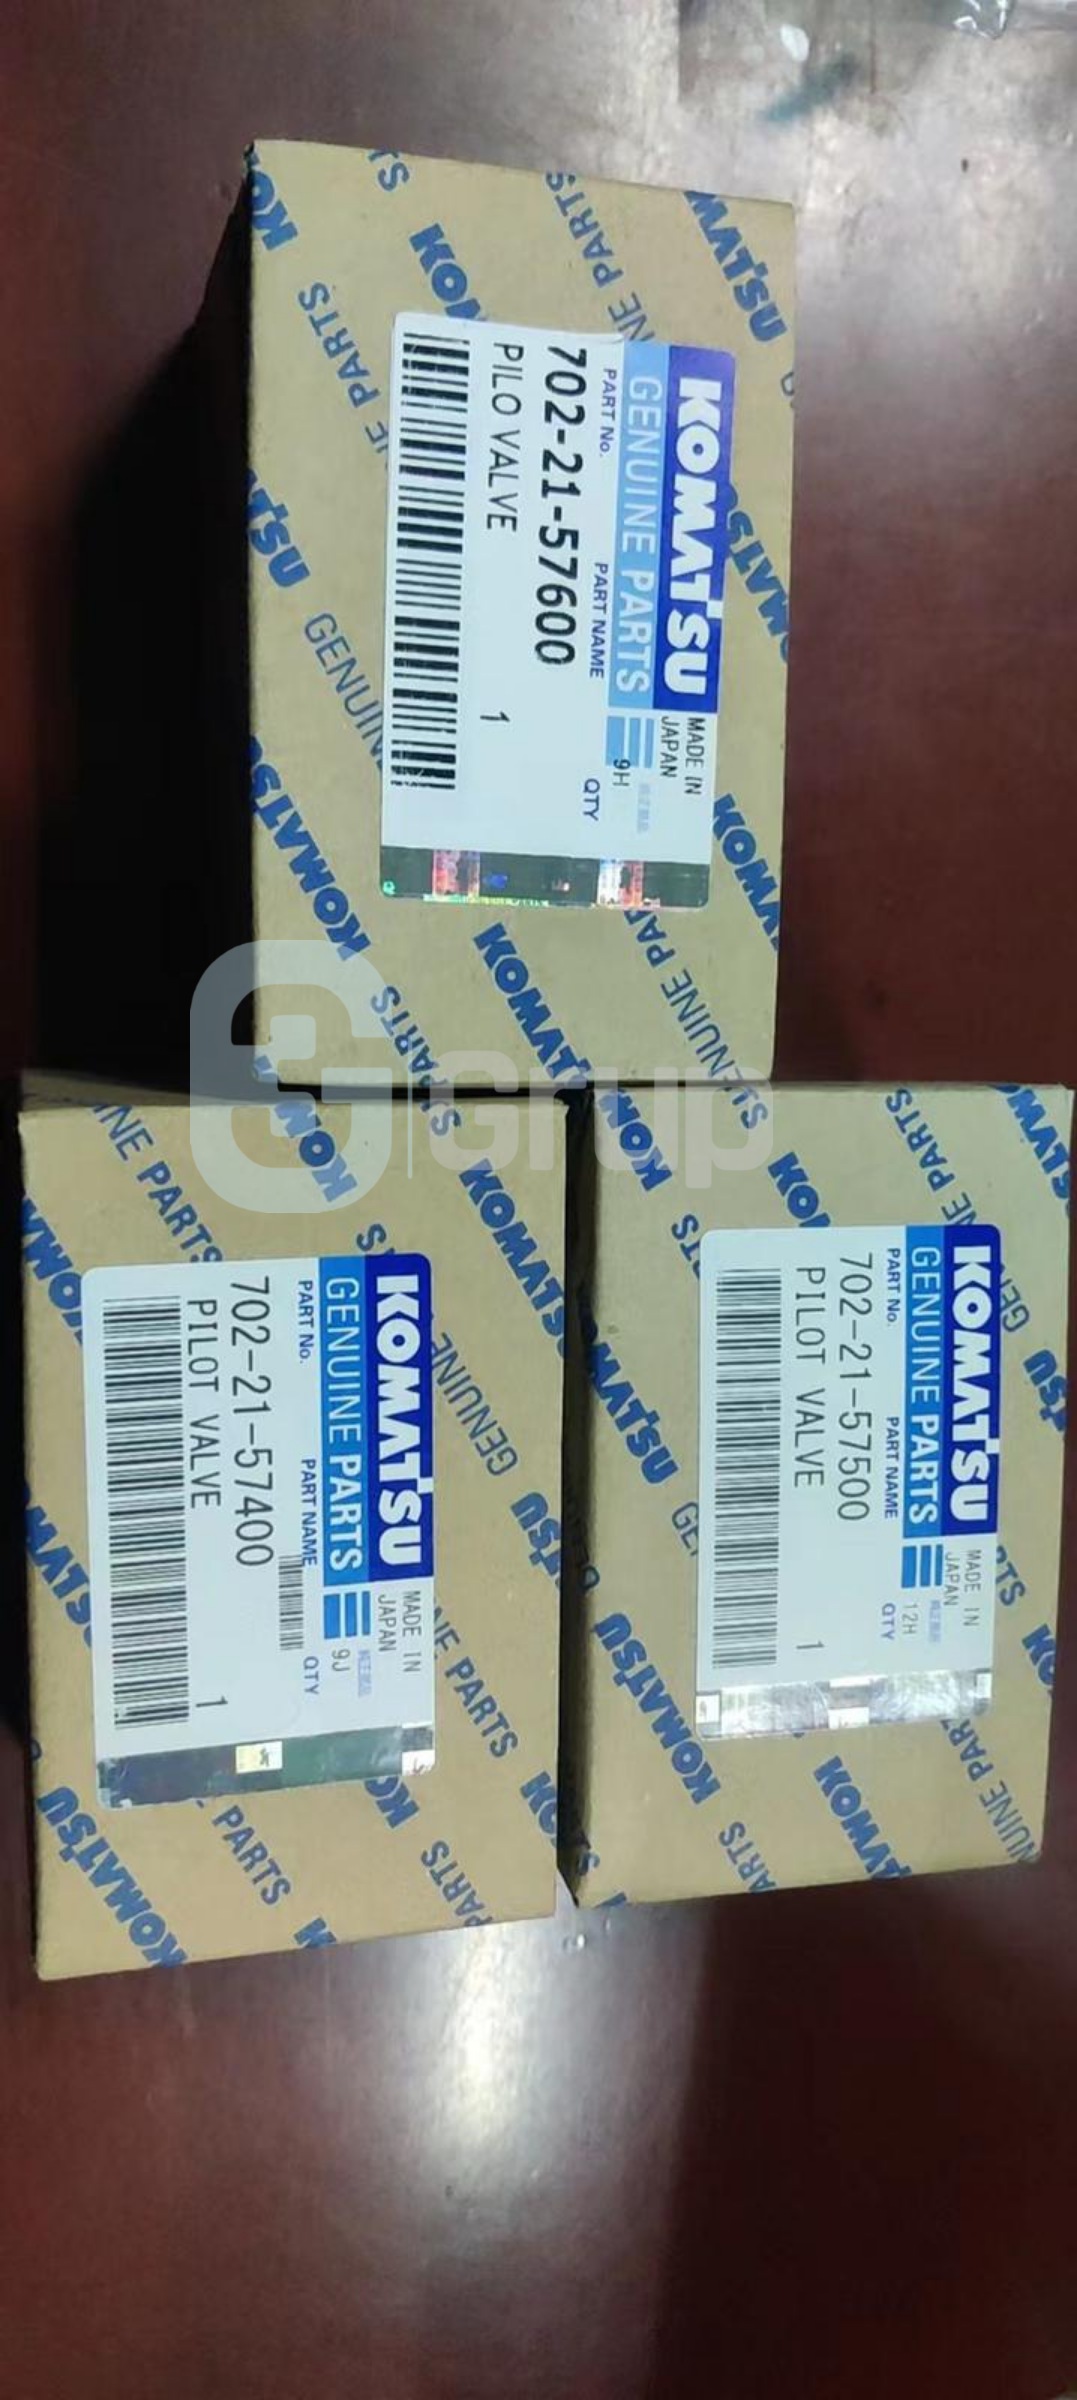 KOMATSU
GENUINE PARTS
MADE IN
JAPAN
9H
PART No. PART NAME QTY
702-21-57600
PILO VALVE 1
KOMATSU
GENUINE PARTS
MADE IN
JAPAN
9J
PART No. PART NAME QTY
702-21-57400
PILOT VALVE 1
KOMATSU
GENUINE PARTS
MADE IN
JAPAN
12H
PART No. PART NAME QTY
702-21-57500
PILOT VALVE 1
Grup